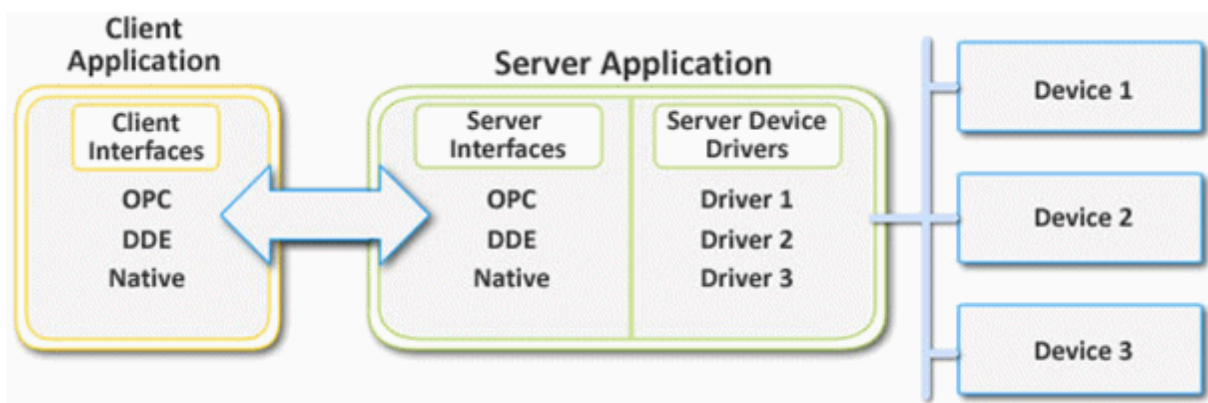 Client
Application
Client
Interfaces
OPC
DDE
Native
Server Application
Server
Interfaces
OPC
DDE
Native
Server Device
Drivers
Driver 1
Driver 2
Driver 3
Device 1
Device 2
Device 3